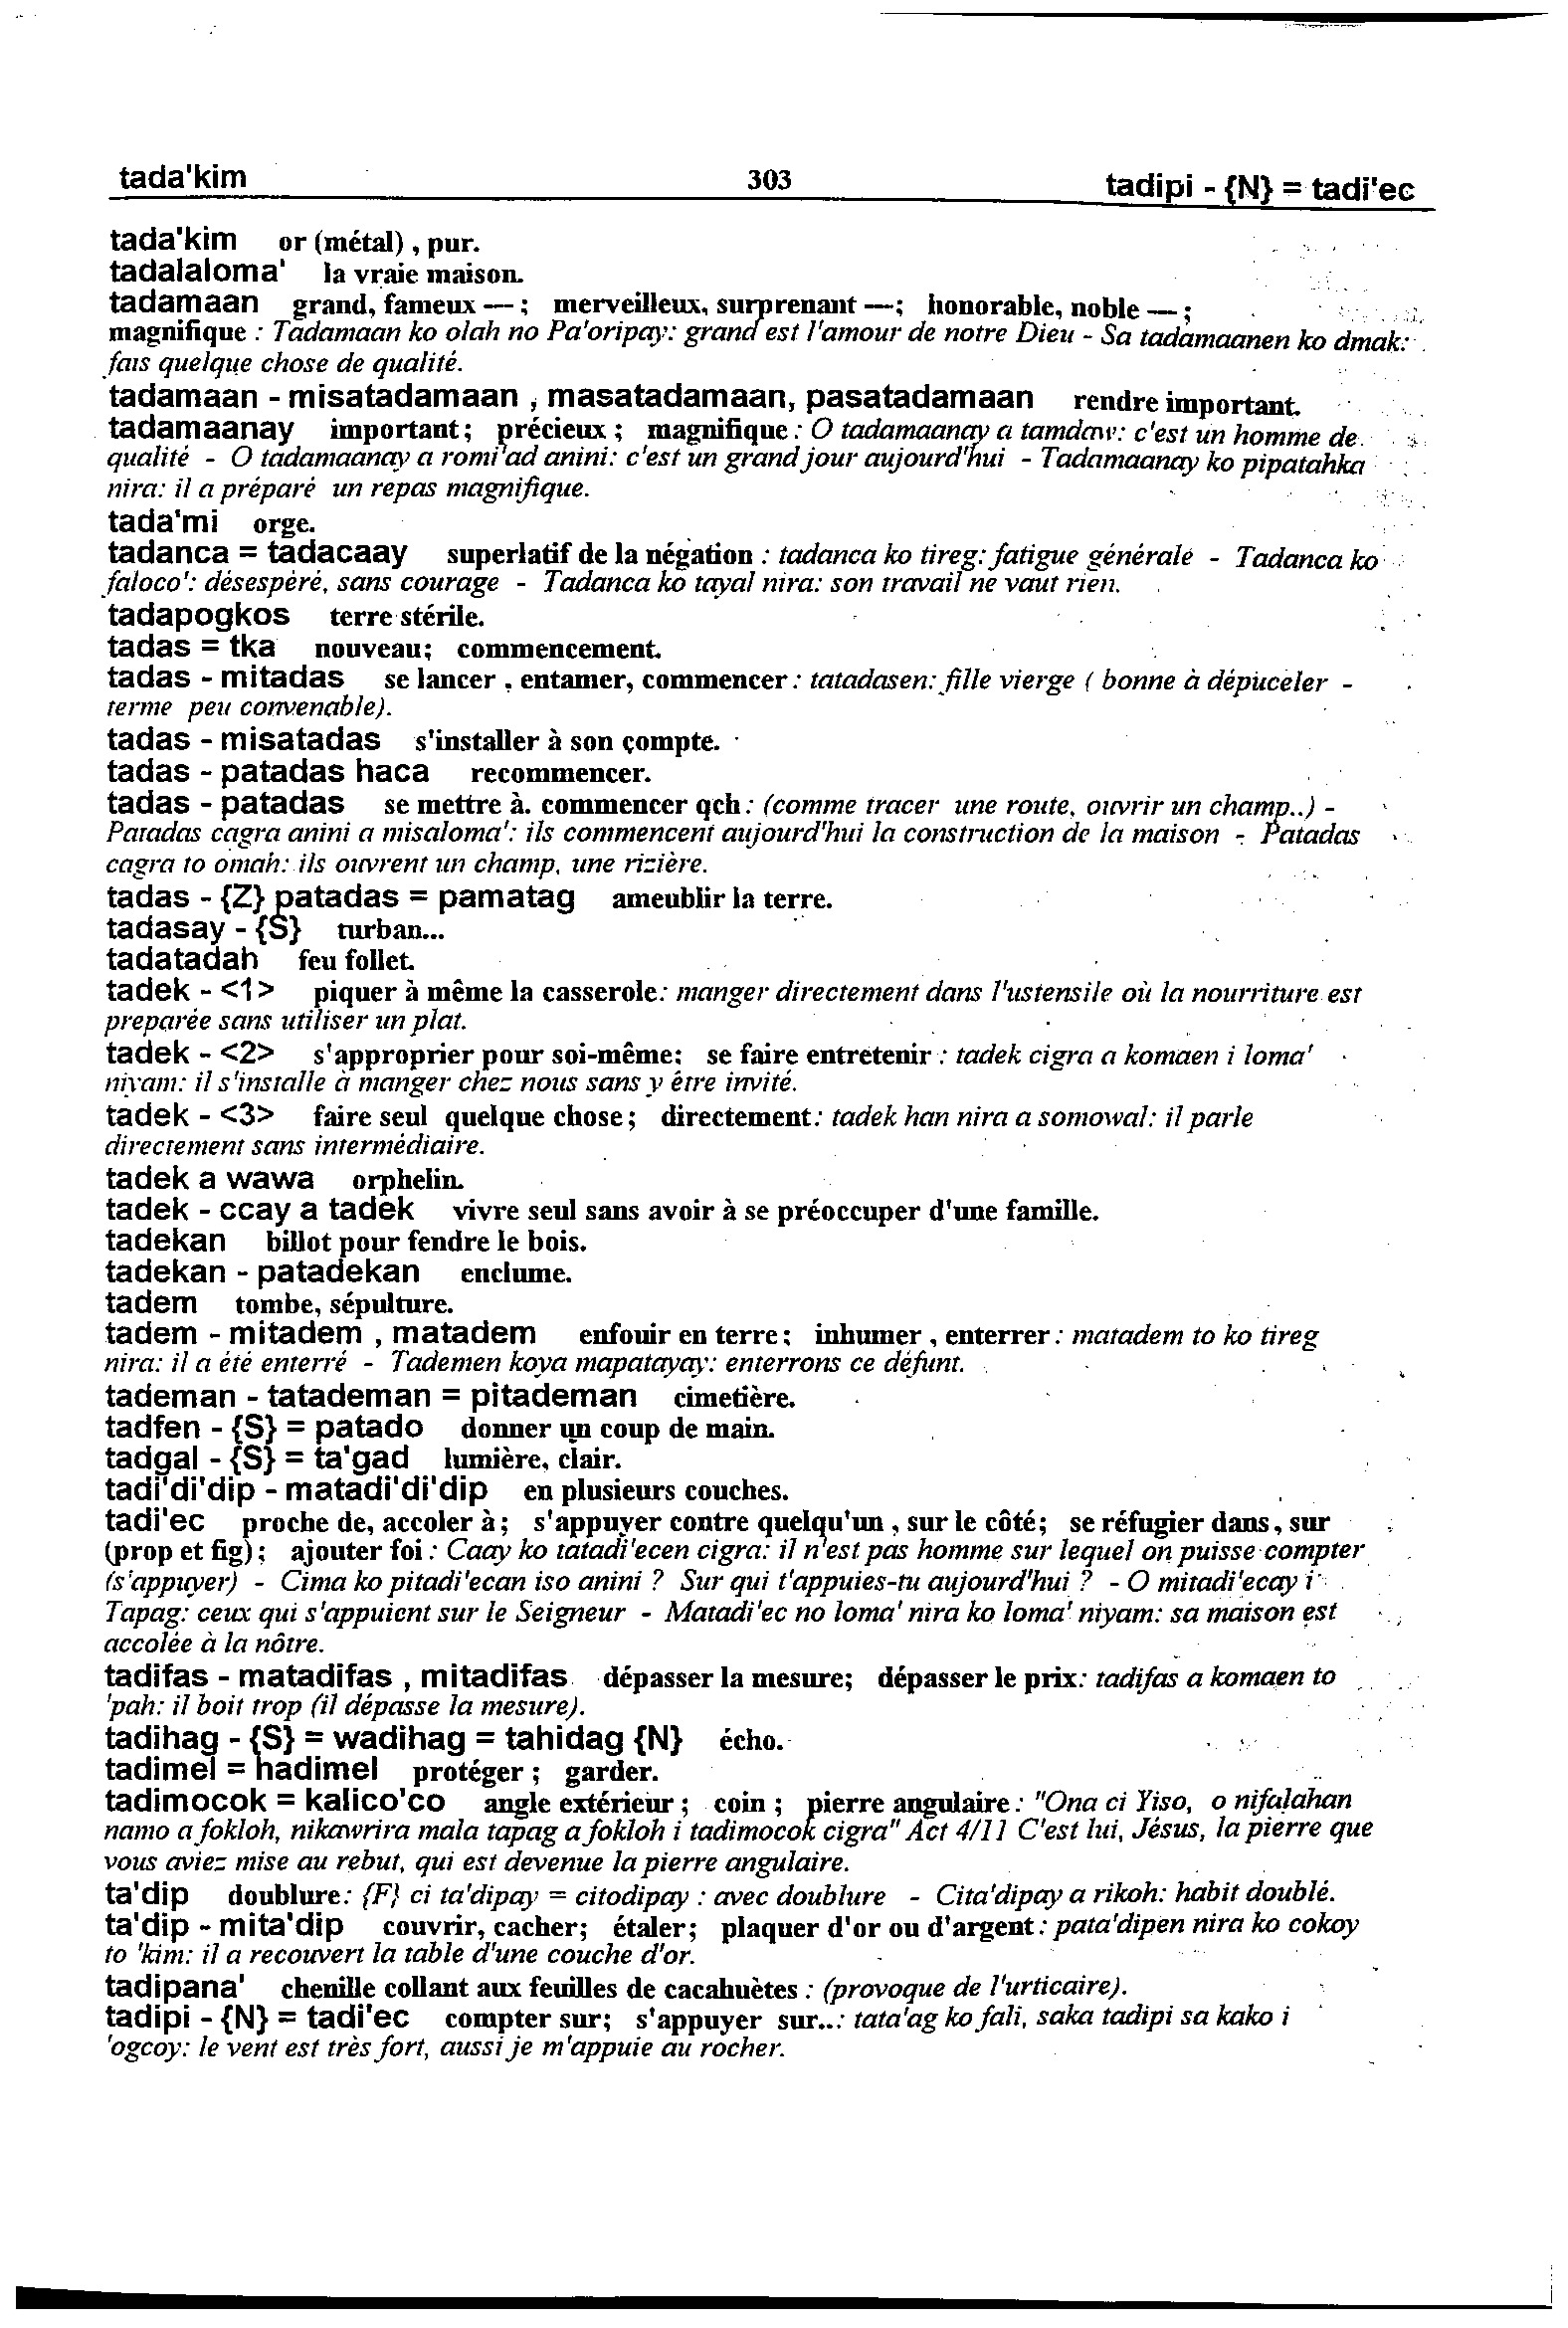 tada'kim 303 tadipi - {N} = tadi'ec
tada'kim or (métal) , pur.
tadalaloma' la vraie maison.
tadamaan grand, fameux — ; merveilleux, surprenant —; honorable, noble — ;
magnifique : Tadamaan ko olah no Pa'oripay: grand est l'amour de notre Dieu - Sa tadamaanen ko dmak:
fais quelque chose de qualité.
tadamaan - misatadamaan , masatadamaan, pasatadamaan rendre important.
tadamaanay important; précieux ; magnifique : O tadamaanay a tamdaw: c'est un homme de
qualité - O tadamaanay a romi'ad anini: c'est un grand jour aujourd'hui - Tadamaanay ko pipatahka
nira: il a préparé un repas magnifique.
tada'mi orge.
tadanca = tadacaay superlatif de la négation : tadanca ko tireg: fatigue générale - Tadanca ko
faloco': désespéré, sans courage - Tadanca ko tayal nira: son travail ne vaut rien.
tadapogkos terre stérile.
tadas = tka nouveau; commencement.
tadas - mitadas se lancer , entamer, commencer : tatadasen: fille vierge ( bonne à dépuceler -
terme peu convenable).
tadas - misatadas s'installer à son compte.
tadas - patadas haca recommencer.
tadas - patadas se mettre à. commencer qch : (comme tracer une route, ouvrir un champ..) -
Patadas cagra anini a misaloma': ils commencent aujourd'hui la construction de la maison - Patadas
cagra to omah: ils ouvrent un champ, une rizière.
tadas - {Z} patadas = pamatag ameublir la terre.
tadasay - {S} turban...
tadatadah feu follet.
tadek - <1> piquer à même la casserole: manger directement dans l'ustensile où la nourriture est
preparée sans utiliser un plat.
tadek - <2> s'approprier pour soi-même; se faire entretenir : tadek cigra a komaen i loma'
niyam: il s'installe à manger chez nous sans y être invité.
tadek - <3> faire seul quelque chose ; directement : tadek han nira a somowal: il parle
directement sans intermédiaire.
tadek a wawa orphelin.
tadek - ccay a tadek vivre seul sans avoir à se préoccuper d'une famille.
tadekan billot pour fendre le bois.
tadekan - patadekan enclume.
tadem tombe, sépulture.
tadem - mitadem , matadem enfouir en terre ; inhumer , enterrer : matadem to ko tireg
nira: il a été enterré - Tademen koya mapatayay: enterrons ce défunt.
tademan - tatademan = pitademan cimetière.
tadfen - {S} = patado donner un coup de main.
tadgal - {S} = ta'gad lumière, clair.
tadi'di'dip - matadi'di'dip en plusieurs couches.
tadi'ec proche de, accoler à ; s'appuyer contre quelqu'un , sur le côté; se réfugier dans , sur
(prop et fig) ; ajouter foi : Caay ko tatadi'ecen cigra: il n'est pas homme sur lequel on puisse compter
(s'appuyer) - Cima ko pitadi'ecan iso anini ? Sur qui t'appuies-tu aujourd'hui ? - O mitadi'ecay i
Tapag: ceux qui s'appuient sur le Seigneur - Matadi'ec no loma' nira ko loma' niyam: sa maison est
accolée à la nôtre.
tadifas - matadifas , mitadifas dépasser la mesure; dépasser le prix: tadifas a komaen to
'pah: il boit trop (il dépasse la mesure).
tadihag - {S} = wadihag = tahidag {N} écho.
tadimel = hadimel protéger ; garder.
tadimocok = kalico'co angle extérieur ; coin ; pierre angulaire : "Ona ci Yiso, o nifalahan
namo a fokloh, nikawrira mala tapag a fokloh i tadimocok cigra" Act 4/11 C'est lui, Jésus, la pierre que
vous aviez mise au rebut, qui est devenue la pierre angulaire.
ta'dip doublure: {F} ci ta'dipay = citodipay : avec doublure - Cita'dipay a rikoh: habit doublé.
ta'dip - mita'dip couvrir, cacher; étaler; plaquer d'or ou d'argent : pata'dipen nira ko cokoy
to 'kim: il a recouvert la table d'une couche d'or.
tadipana' chenille collant aux feuilles de cacahuètes : (provoque de l'urticaire).
tadipi - {N} = tadi'ec compter sur; s'appuyer sur..: tata'ag ko fali, saka tadipi sa kako i
'ogcoy: le vent est très fort, aussi je m'appuie au rocher.